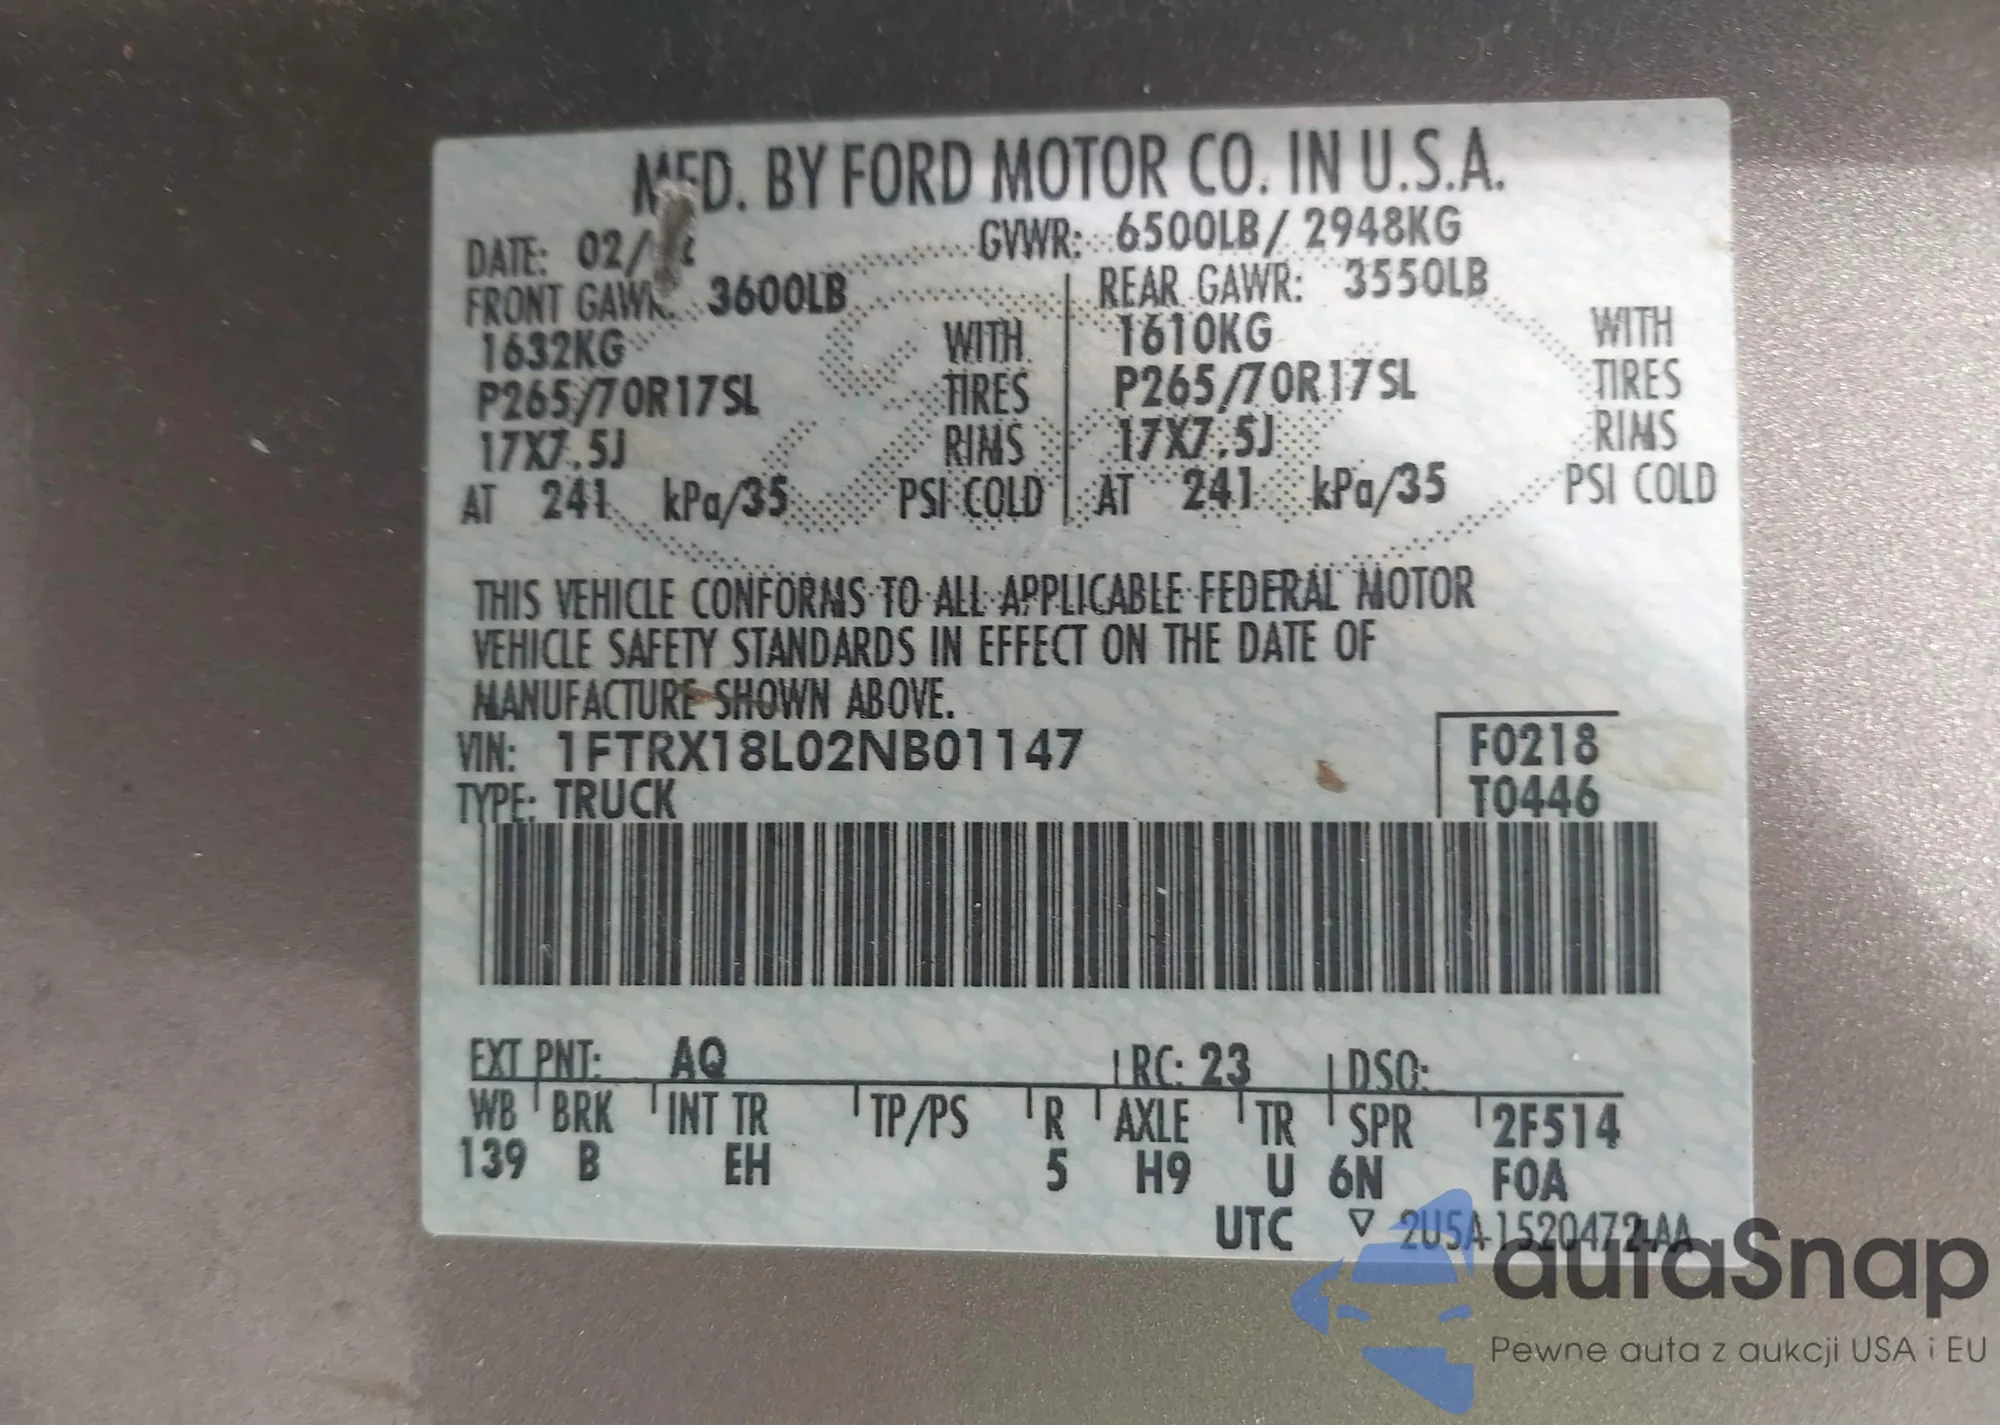 MFD. BY FORD MOTOR CO. IN U.S.A.
DATE: 02/ GVWR: 6500LB/ 2948KG
FRONT GAWR: 3600LB REAR GAWR: 3550LB
1632KG WITH 1610KG WITH
P265/70R17SL TIRES P265/70R17SL TIRES
17X7.5J RIMS 17X7.5J RIMS
AT 241 kPa/35 PSI COLD AT 241 kPa/35 PSI COLD
THIS VEHICLE CONFORMS TO ALL APPLICABLE FEDERAL MOTOR
VEHICLE SAFETY STANDARDS IN EFFECT ON THE DATE OF
MANUFACTURE SHOWN ABOVE.
VIN: 1FTRX18L02NB01147 F0218
TYPE: TRUCK T0446
EXT PNT: AQ RC: 23 DSO:
WB BRK INT TR TP/PS R AXLE TR SPR 2F514
139 B EH 5 H9 U 6N F0A
UTC ▽ 2U5A-1520472-AA
autaSnap
Pewne auta z aukcji USA i EU